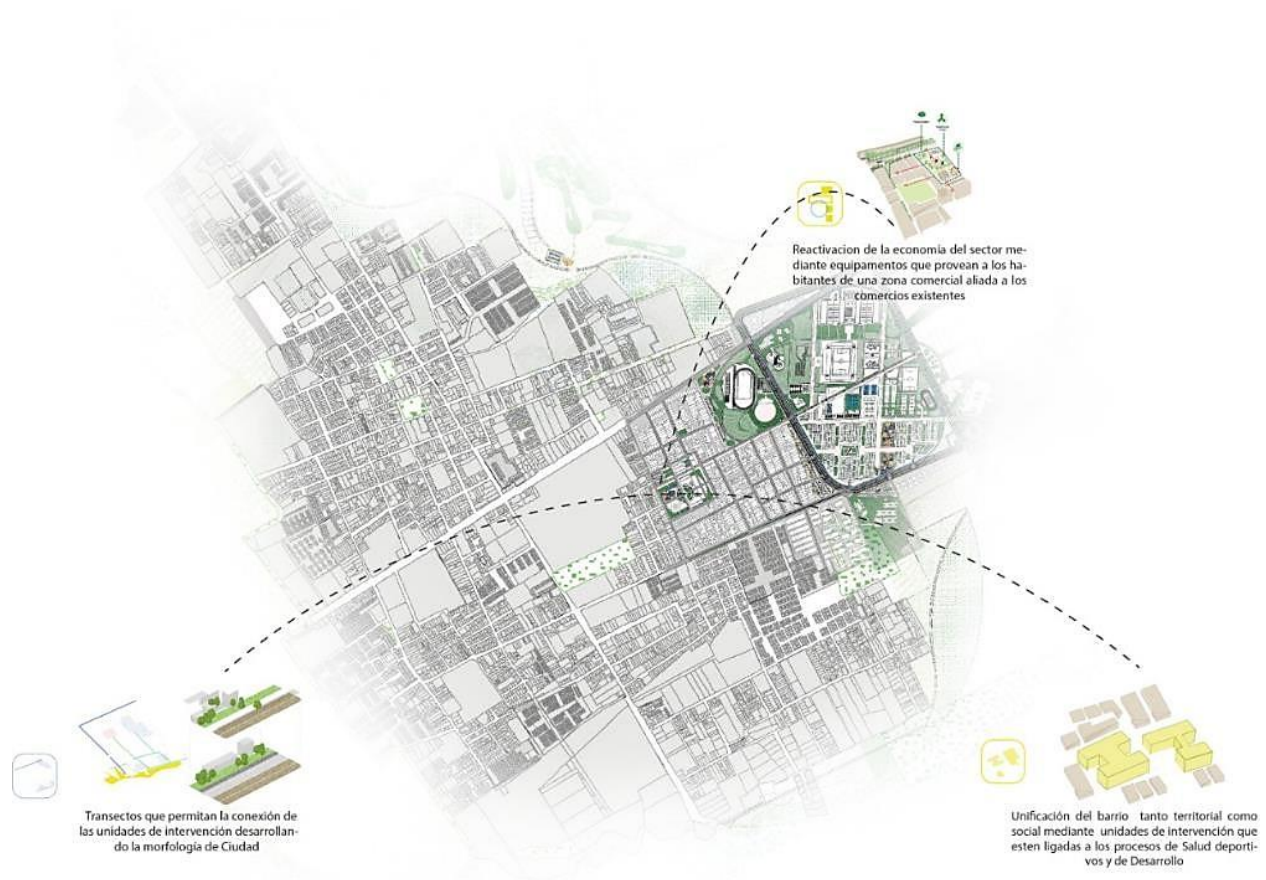 Reactivacion de la economia del sector me-
diante equipamentos que provean a los ha-
bitantes de una zona comercial aliada a los
comercios existentes
Transectos que permitan la conexión de
las unidades de intervención desarrollan-
do la morfología de Ciudad
Unificación del barrio tanto territorial como
social mediante unidades de intervención que
esten ligadas a los procesos de Salud deporti-
vos y de Desarrollo